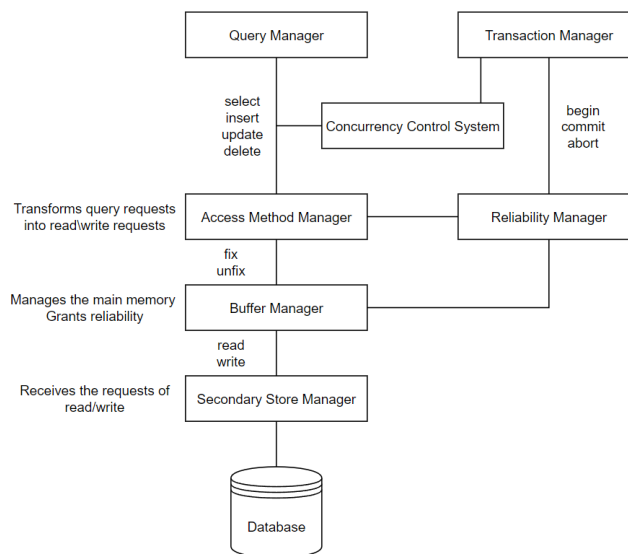 Query Manager
Transaction Manager
select
insert
update
delete
Concurrency Control System
begin
commit
abort
Transforms query requests
into read\write requests
Access Method Manager
Reliability Manager
fix
unfix
Manages the main memory
Grants reliability
Buffer Manager
read
write
Receives the requests of
read/write
Secondary Store Manager
Database